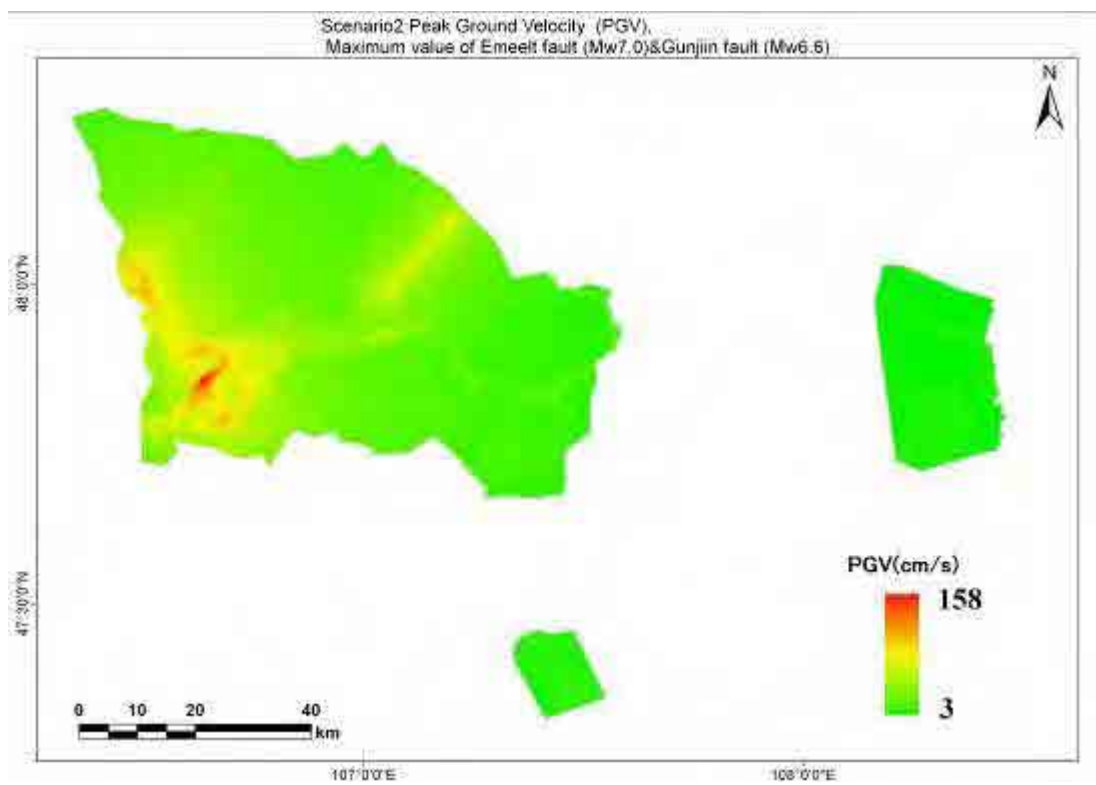 Scenario2 Peak Ground Velocity (PGV),
Maximum value of Emeelt fault (Mw7.0)&Gunjiin fault (Mw6.6)
N
48°0'0"N
47°30'0"N
PGV(cm/s)
158
3
0 10 20 40
km
107°0'0"E 108°0'0"E